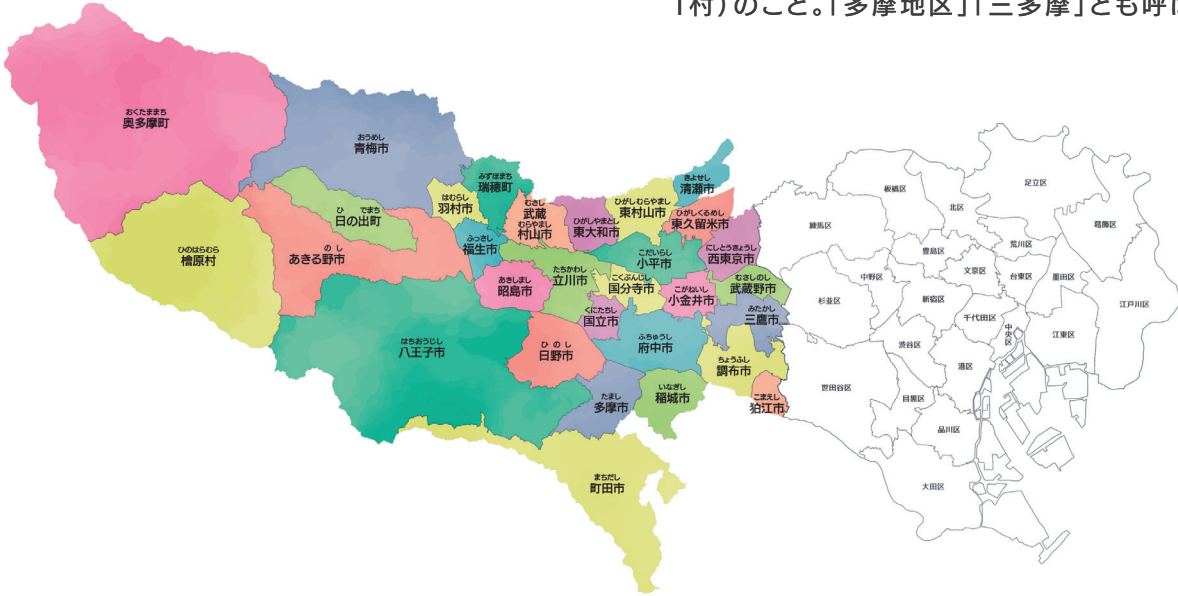 1村）のこと。「多摩地区」「三多摩」とも呼ば
おくたままち
奥多摩町
おうめし
青梅市
みずほまち
瑞穂町
きよせし
清瀬市
はむらし
羽村市
むさし
武蔵
むらやまし
村山市
ひがしやまとし
東大和市
ひがしむらやまし
東村山市
ひがしくるめし
東久留米市
ひ でまち
日の出町
ひのはらむら
檜原村
の し
あきる野市
ふっさし
福生市
こだいらし
小平市
にしとうきょうし
西東京市
あきしまし
昭島市
たちかわし
立川市
こくぶんじし
国分寺市
こがねいし
小金井市
むさしのし
武蔵野市
くにたちし
国立市
みたかし
三鷹市
はちおうじし
八王子市
ひのし
日野市
ふちゅうし
府中市
ちょうふし
調布市
たまし
多摩市
いなぎし
稲城市
こまえし
狛江市
まちだし
町田市
足立区
板橋区
北区
練馬区
葛飾区
豊島区
荒川区
中野区
文京区
台東区
墨田区
杉並区
新宿区
千代田区
江戸川区
中央区
江東区
渋谷区
港区
世田谷区
目黒区
品川区
大田区